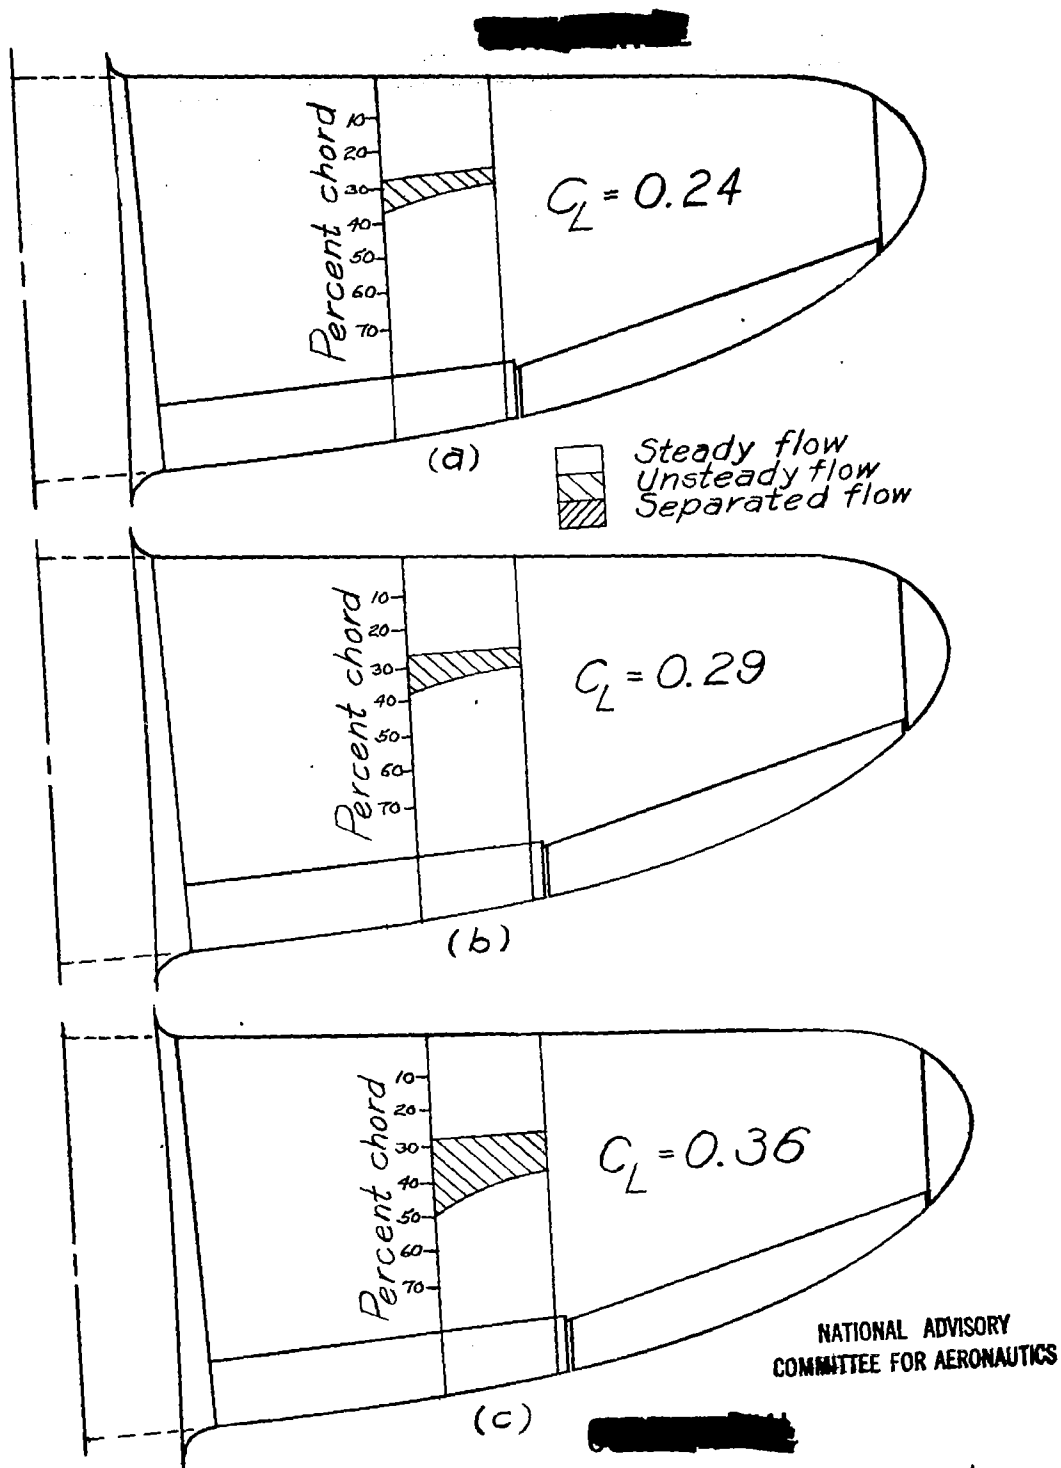 10
20
30
40
50
60
70
Percent chord
C_L = 0.24
(a)
Steady flow
Unsteady flow
Separated flow
10
20
30
40
50
60
70
Percent chord
C_L = 0.29
(b)
10
20
30
40
50
60
70
Percent chord
C_L = 0.36
NATIONAL ADVISORY
COMMITTEE FOR AERONAUTICS
(c)